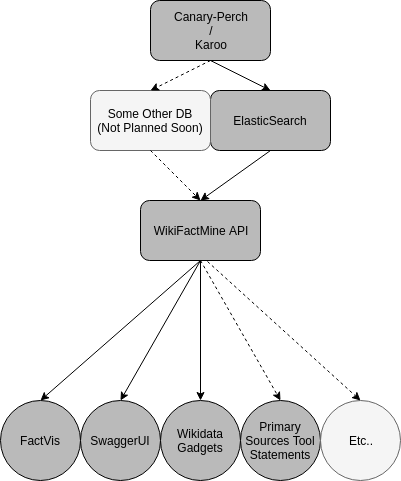 Canary-Perch
/
Karoo
Some Other DB
(Not Planned Soon)
ElasticSearch
WikiFactMine API
FactVis
SwaggerUI
Wikidata
Gadgets
Primary
Sources Tool
Statements
Etc..